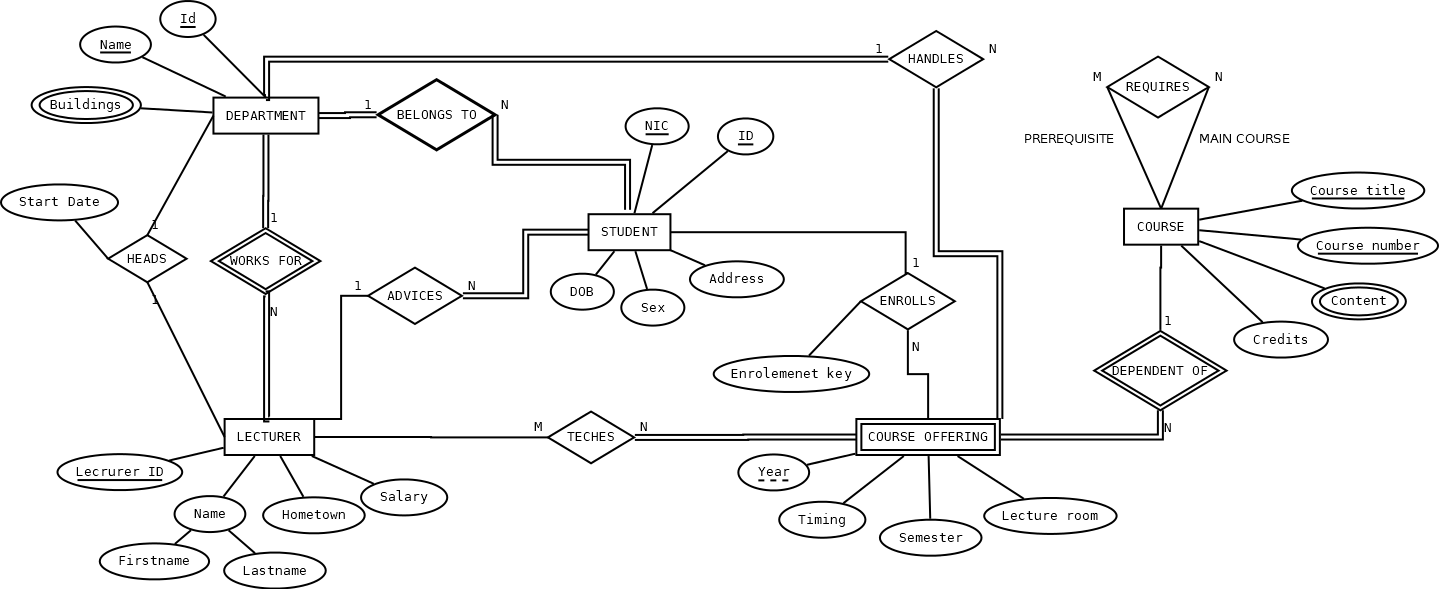 Id
Name
1
HANDLES
N
Buildings
DEPARTMENT
1
BELONGS TO
N
M
REQUIRES
N
NIC
ID
PREREQUISITE
MAIN COURSE
Start Date
1
1
STUDENT
COURSE
Course title
Course number
HEADS
WORKS FOR
1
N
1
ADVICES
N
DOB
Sex
Address
1
ENROLLS
N
Content
Credits
1
Enrolemenet key
DEPENDENT OF
N
LECTURER
M
TECHES
N
COURSE OFFERING
Lecrurer ID
Name
Hometown
Salary
Firstname
Lastname
Year
Timing
Semester
Lecture room